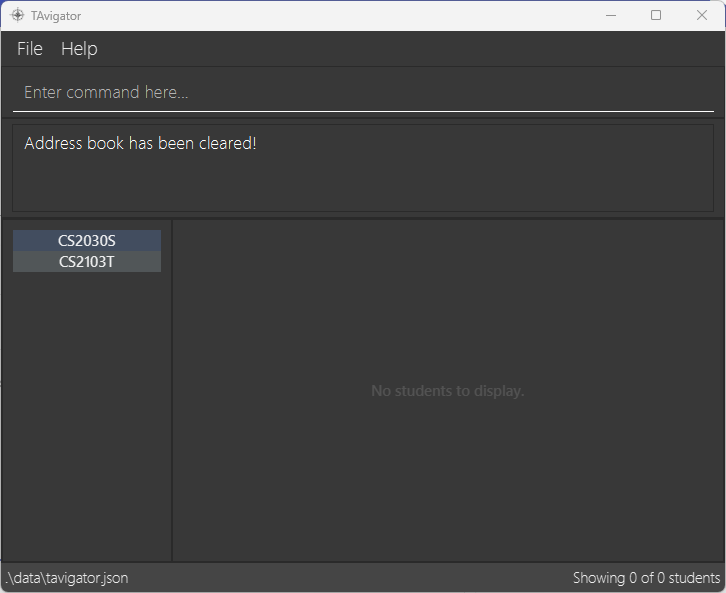 TAvigator
File Help
Enter command here...
Address book has been cleared!
CS2030S
CS2103T
No students to display.
.\data\tavigator.json
Showing 0 of 0 students